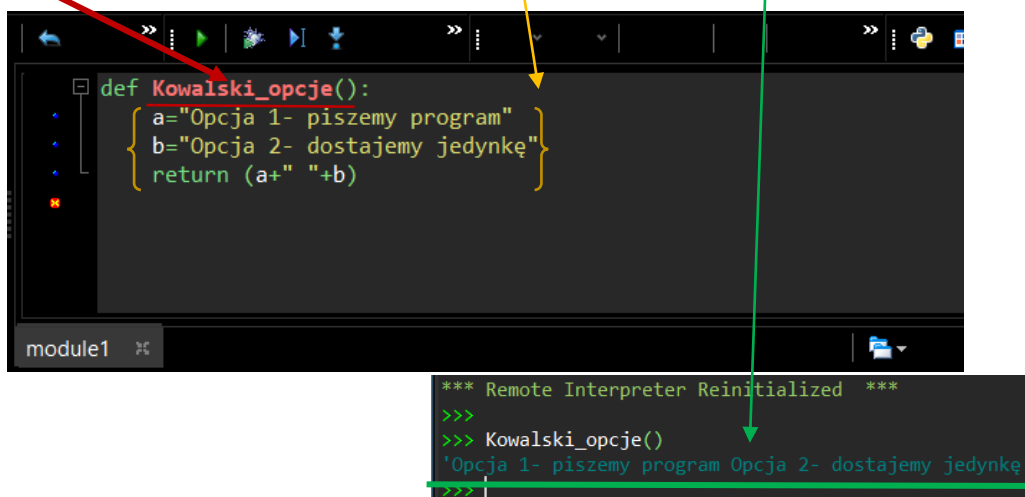 def Kowalski_opcje():
a="Opcja 1- piszemy program"
b="Opcja 2- dostajemy jedynkę"
return (a+" "+b)
module1
*** Remote Interpreter Reinitialized ***
>>>
>>> Kowalski_opcje()
'Opcja 1- piszemy program Opcja 2- dostajemy jedynkę
>>>